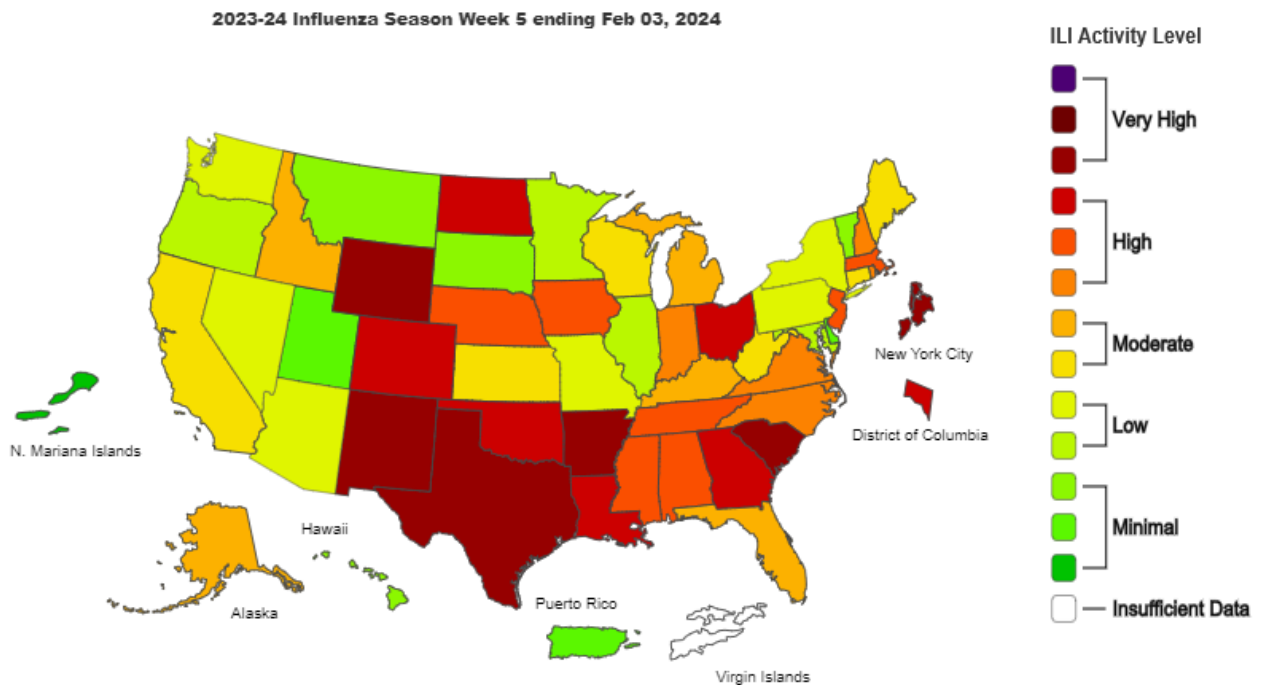 2023-24 Influenza Season Week 5 ending Feb 03, 2024
ILI Activity Level
Very High
High
Moderate
Low
Minimal
Insufficient Data
New York City
District of Columbia
N. Mariana Islands
Hawaii
Alaska
Puerto Rico
Virgin Islands